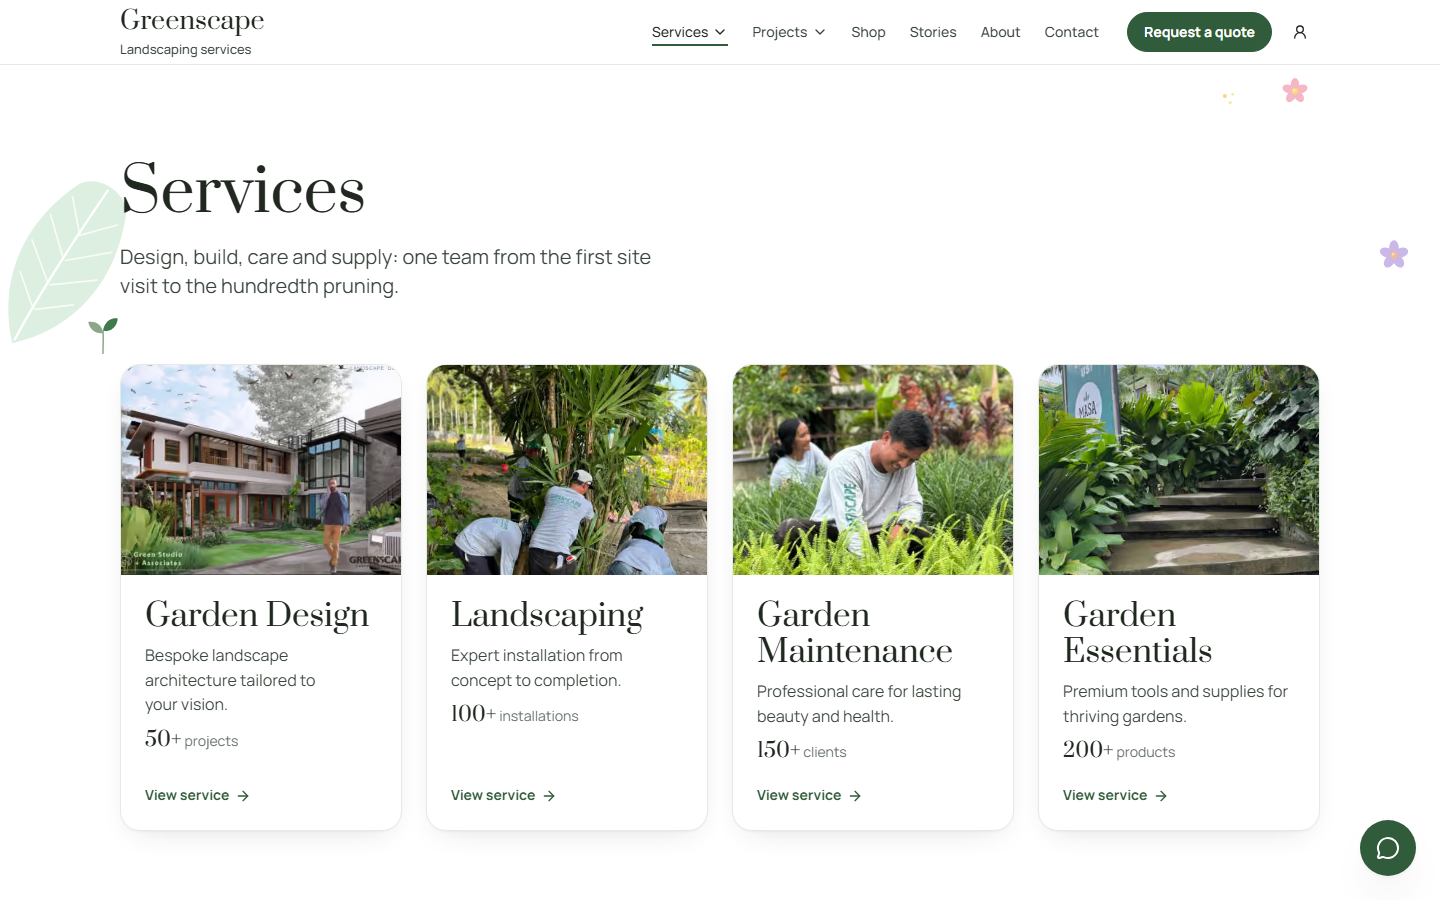 Greenscape
Landscaping services
Services
Projects
Shop
Stories
About
Contact
Request a quote
Services
Design, build, care and supply: one team from the first site
visit to the hundredth pruning.
Green Studio
+ Associates
MASA
Garden Design
Bespoke landscape
architecture tailored to
your vision.
50+ projects
View service
Landscaping
Expert installation from
concept to completion.
100+ installations
View service
Garden
Maintenance
Professional care for lasting
beauty and health.
150+ clients
View service
Garden
Essentials
Premium tools and supplies for
thriving gardens.
200+ products
View service